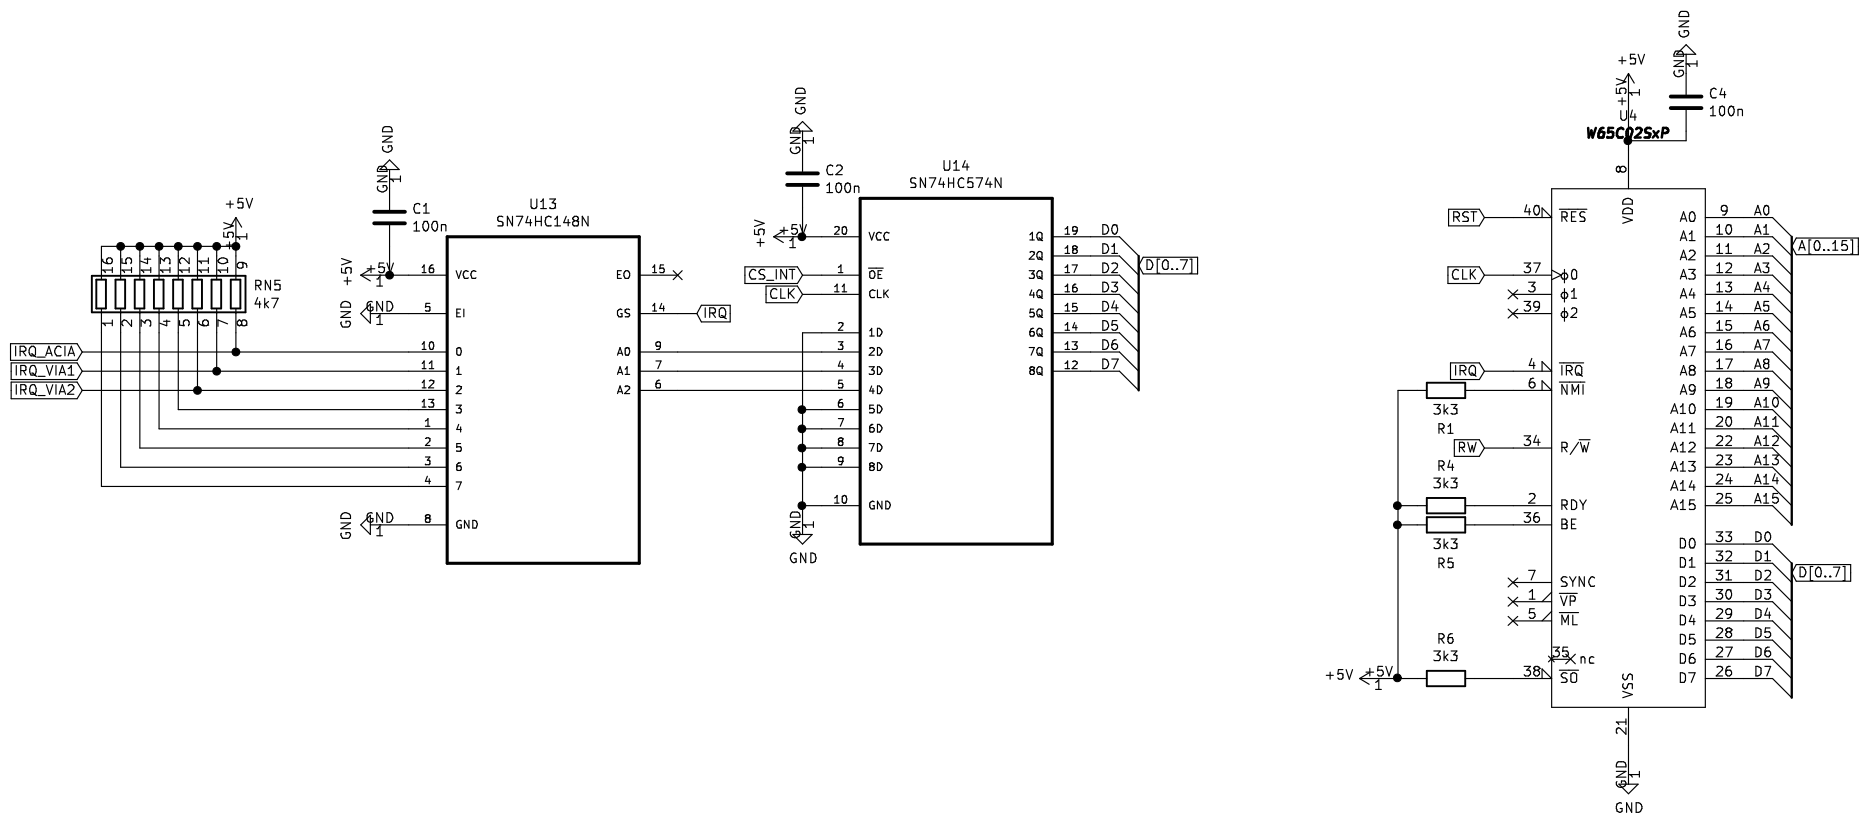 +5V
+5V
1
16
15
14
13
12
11
10
9
RN5
4k7
1
2
3
4
5
6
7
8
IRQ_ACIA
IRQ_VIA1
IRQ_VIA2
GND
GND
1
C1
100n
U13
SN74HC148N
+5V
+5V
1
16 VCC
GND
GND
1
5 EI
10 0
11 1
12 2
13 3
1 4
2 5
3 6
4 7
GND
GND
1
8 GND
EO 15
GS 14 IRQ
A0 9
A1 7
A2 6
GND
GND
1
C2
100n
U14
SN74HC574N
+5V
+5V
1
20 VCC
CS_INT 1 OE
CLK 11 CLK
2 1D
3 2D
4 3D
5 4D
6 5D
7 6D
8 7D
9 8D
10 GND
GND
1
GND
1Q 19 D0
2Q 18 D1
3Q 17 D2
4Q 16 D3
5Q 15 D4
6Q 14 D5
7Q 13 D6
8Q 12 D7
D[0..7]
GND
GND
1
C4
100n
+5V
+5V
1
U4
W65C02SxP
8
VDD
RST 40 RES
CLK 37 ϕ0
3 ϕ1
39 ϕ2
IRQ 4 IRQ
6 NMI
3k3
R1
RW 34 R/W
R4
3k3
2 RDY
36 BE
3k3
R5
7 SYNC
1 VP
5 ML
R6
3k3
35 nc
+5V
+5V
1
38 SO
VSS
21
GND
1
GND
A0 9 A0
A1 10 A1
A2 11 A2
A3 12 A3
A4 13 A4
A5 14 A5
A6 15 A6
A7 16 A7
A8 17 A8
A9 18 A9
A10 19 A10
A11 20 A11
A12 22 A12
A13 23 A13
A14 24 A14
A15 25 A15
A[0..15]
D0 33 D0
D1 32 D1
D2 31 D2
D3 30 D3
D4 29 D4
D5 28 D5
D6 27 D6
D7 26 D7
D[0..7]